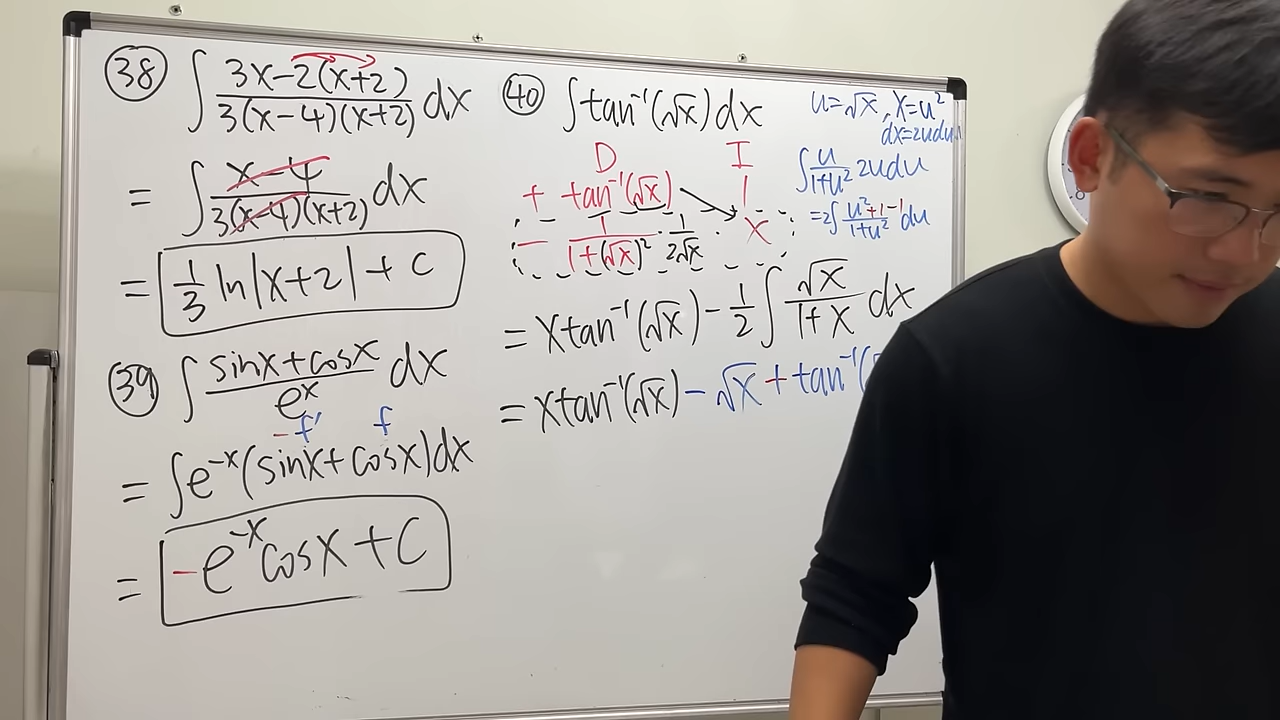 (38) ∫ 3x-2(x+2) / 3(x-4)(x+2) dx
= ∫ x-4 / 3(x-4)(x+2) dx
= 1/3 ln|x+2| + C
(39) ∫ sinx+cosx / e^x dx
-f' f
= ∫e^-x(sinx+cosx)dx
= -e^-x cosx + C
(40) ∫tan⁻¹(√x)dx
D I
+ tan⁻¹(√x) 1
- 1/1+(√x)² · 1/2√x · x
= xtan⁻¹(√x) - 1/2 ∫ √x / 1+x dx
= xtan⁻¹(√x) - √x + tan⁻¹(
u=√x, x=u²
dx=2udu
∫ u/1+u² 2udu
=2∫ u²+1-1 / 1+u² du
8